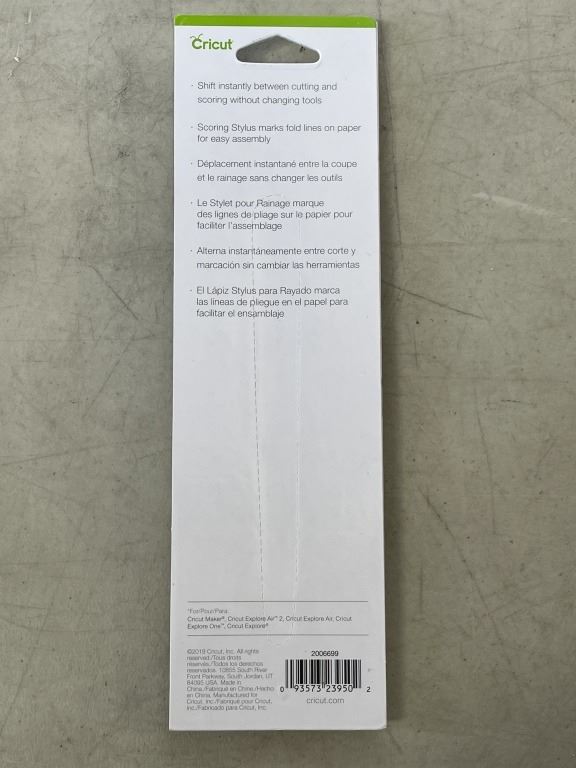 Cricut
· Shift instantly between cutting and
scoring without changing tools
· Scoring Stylus marks fold lines on paper
for easy assembly
· Déplacement instantané entre la coupe
et le rainage sans changer les outils
· Le Stylet pour Rainage marque
des lignes de pliage sur le papier pour
faciliter l'assemblage
· Alterna instantáneamente entre corte y
marcación sin cambiar las herramientas
· El Lápiz Stylus para Rayado marca
las líneas de pliegue en el papel para
facilitar el ensamblaje
*For/Pour/Para:
Cricut Maker®, Cricut Explore Air™ 2, Cricut Explore Air, Cricut
Explore One™, Cricut Explore®
©2019 Cricut, Inc. All rights
reserved./Tous droits
réservés./Todos los derechos
reservados. 10855 South River
Front Parkway, South Jordan, UT
84095 USA. Made in
China./Fabriqué en Chine./Hecho
en China. Manufactured for
Cricut, Inc./Fabriqué pour Cricut,
Inc./Fabricado para Cricut, Inc.
2006699
0 93573 23950 2
cricut.com